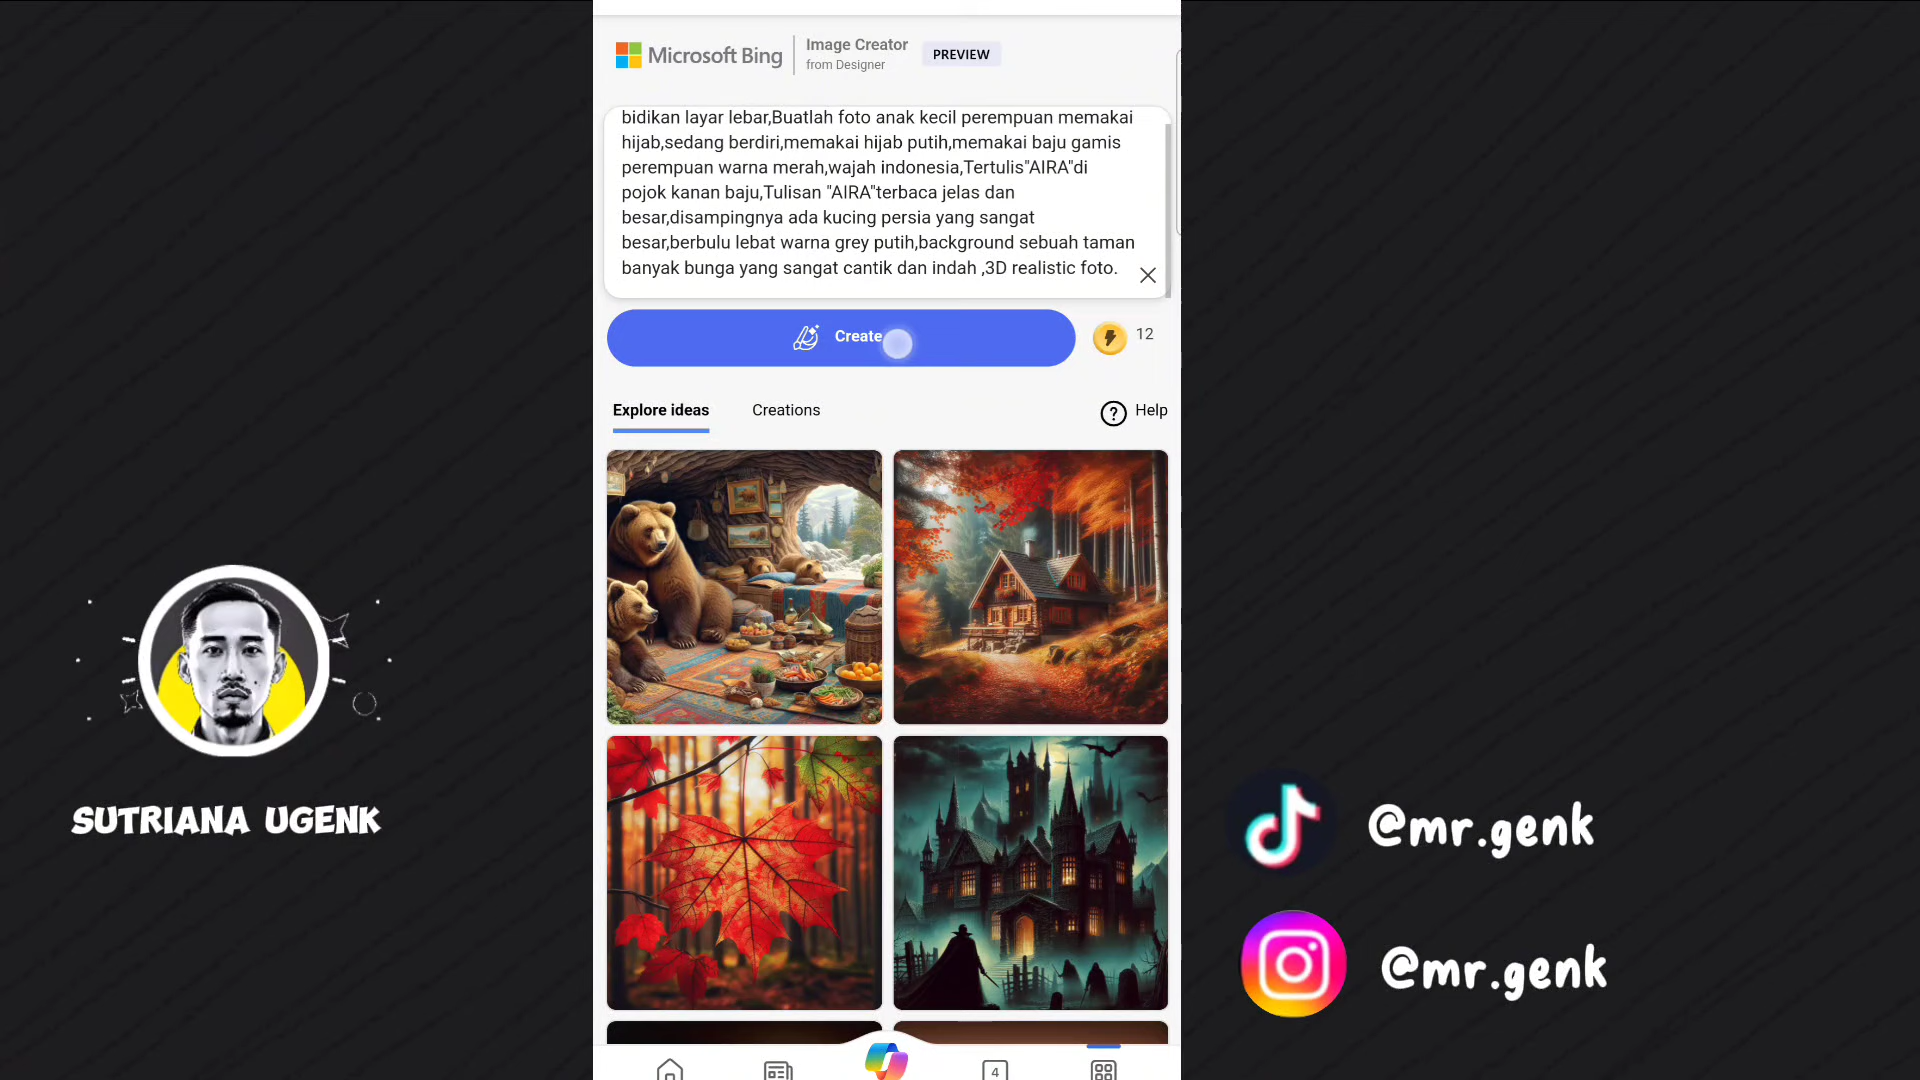 Microsoft Bing
Image Creator
from Designer
PREVIEW
bidikan layar lebar,Buatlah foto anak kecil perempuan memakai
hijab,sedang berdiri,memakai hijab putih,memakai baju gamis
perempuan warna merah,wajah indonesia,Tertulis"AIRA"di
pojok kanan baju,Tulisan "AIRA"terbaca jelas dan
besar,disampingnya ada kucing persia yang sangat
besar,berbulu lebat warna grey putih,background sebuah taman
banyak bunga yang sangat cantik dan indah ,3D realistic foto.
Create
12
Explore ideas
Creations
Help
SUTRIANA UGENK
@mr.genk
@mr.genk
4